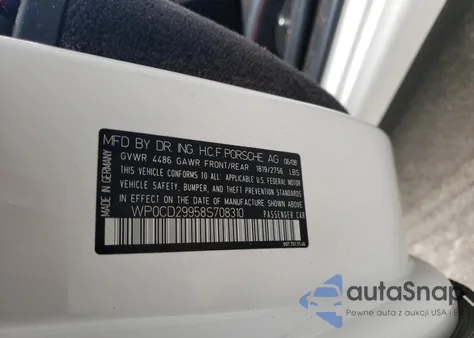 MADE IN GERMANY
MFD BY DR. ING. H.C.F. PORSCHE AG 06/08
GVWR 4486 GAWR FRONT/REAR 1819/2756 LBS
THIS VEHICLE CONFORMS TO ALL APPLICABLE U.S. FEDERAL MOTOR
VEHICLE SAFETY, BUMPER, AND THEFT PREVENTION STANDARDS
IN EFFECT ON THE DATE OF MANUFACTURE SHOWN ABOVE
WP0CD29958S708310 PASSENGER CAR
autaSnap
Pewne auta z aukcji USA i